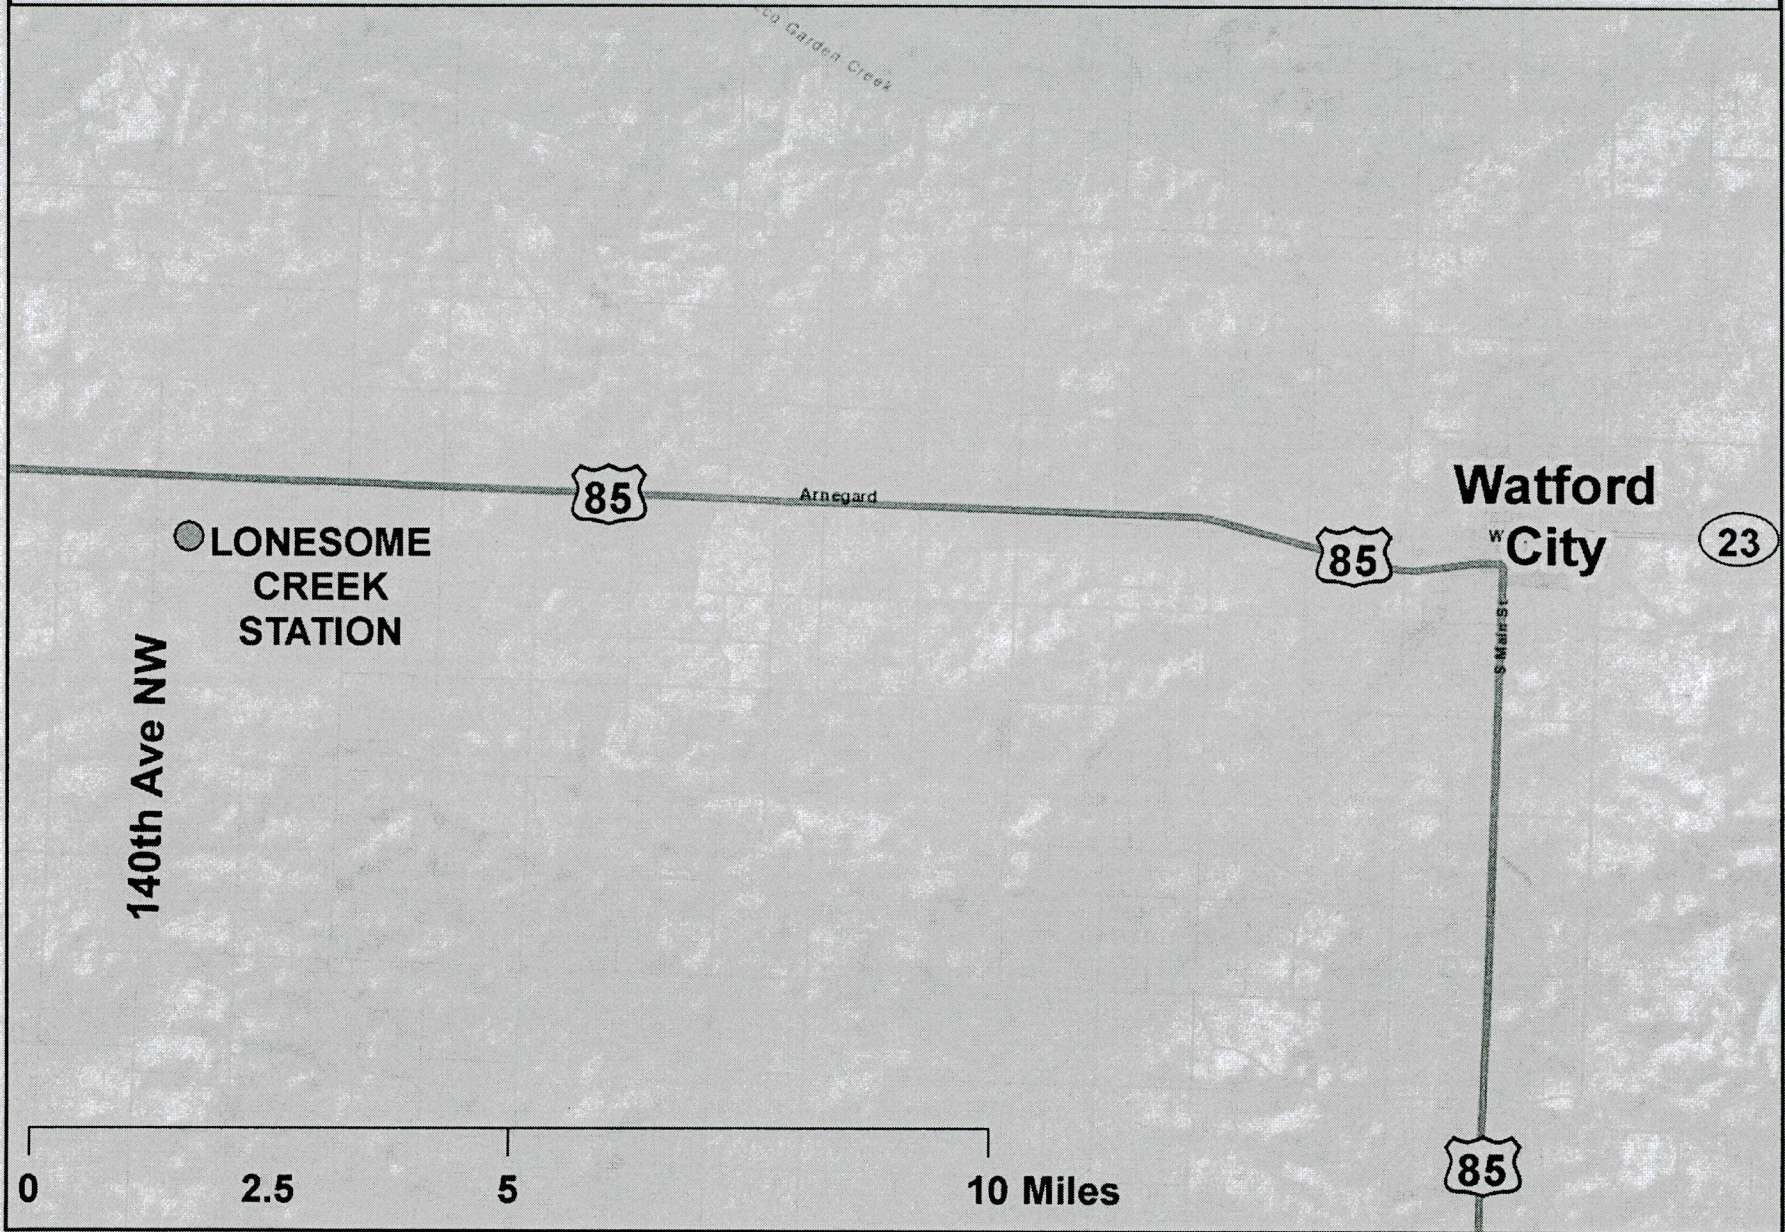 Garden Creek
85
Arnegard
Watford
W City
23
85
LONESOME
CREEK
STATION
S Main St
140th Ave NW
85
0 2.5 5 10 Miles